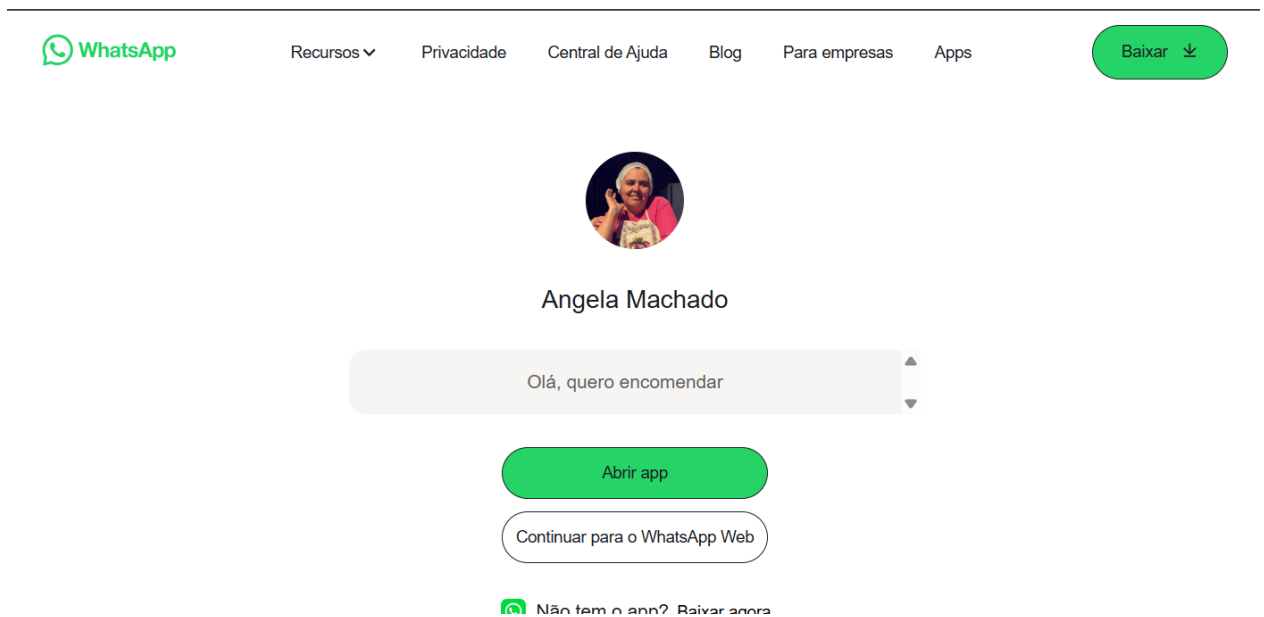 WhatsApp
Recursos Privacidade Central de Ajuda Blog Para empresas Apps
Baixar
Angela Machado
Olá, quero encomendar
Abrir app
Continuar para o WhatsApp Web
Não tem o app? Baixar agora